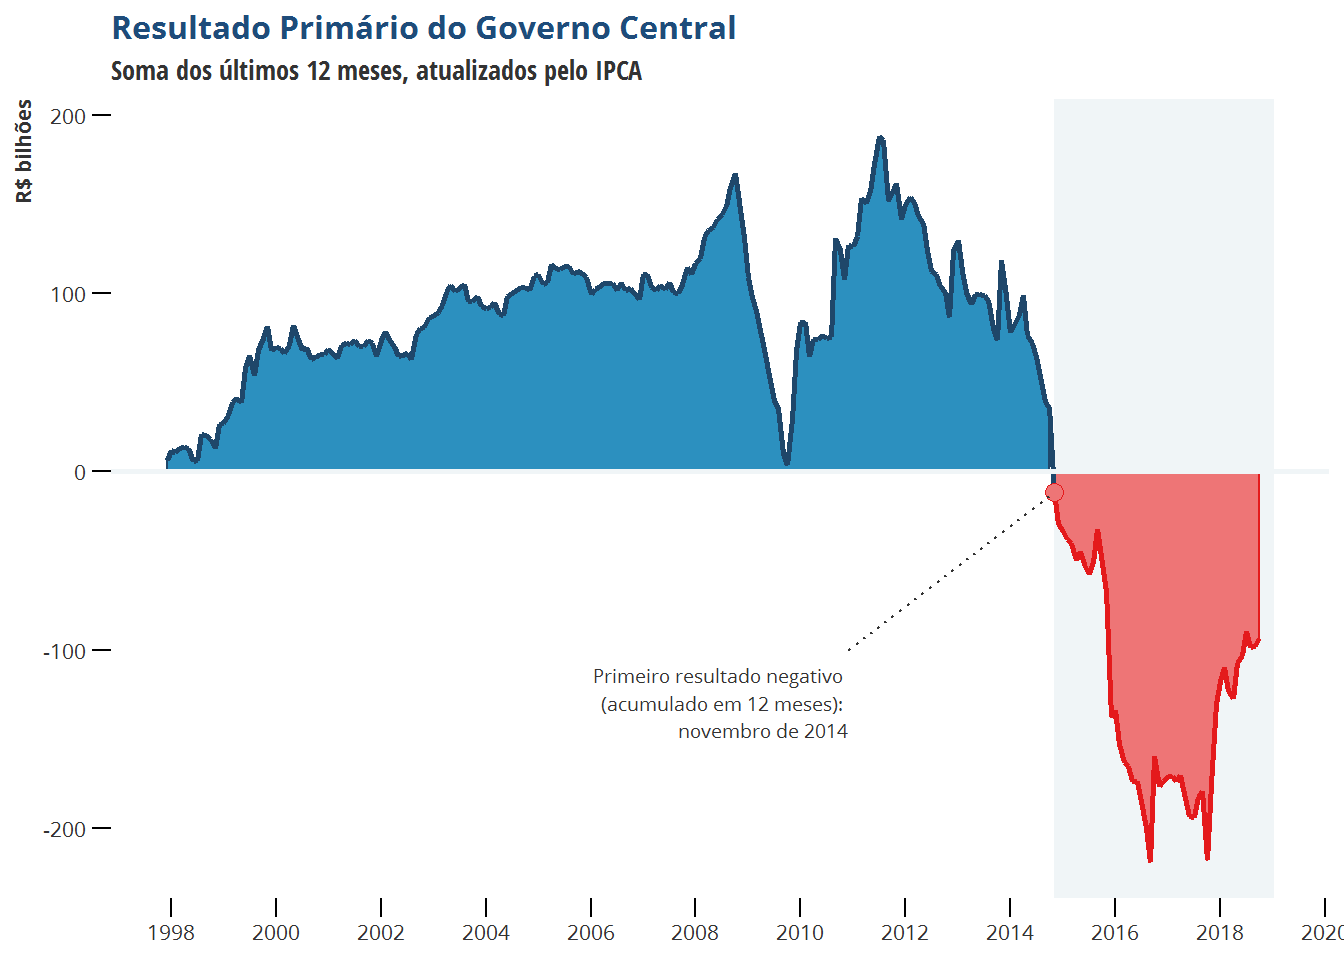 Resultado Primário do Governo Central
Soma dos últimos 12 meses, atualizados pelo IPCA
R$ bilhões
200
100
0
-100
-200
Primeiro resultado negativo
(acumulado em 12 meses):
novembro de 2014
1998 2000 2002 2004 2006 2008 2010 2012 2014 2016 2018 2020